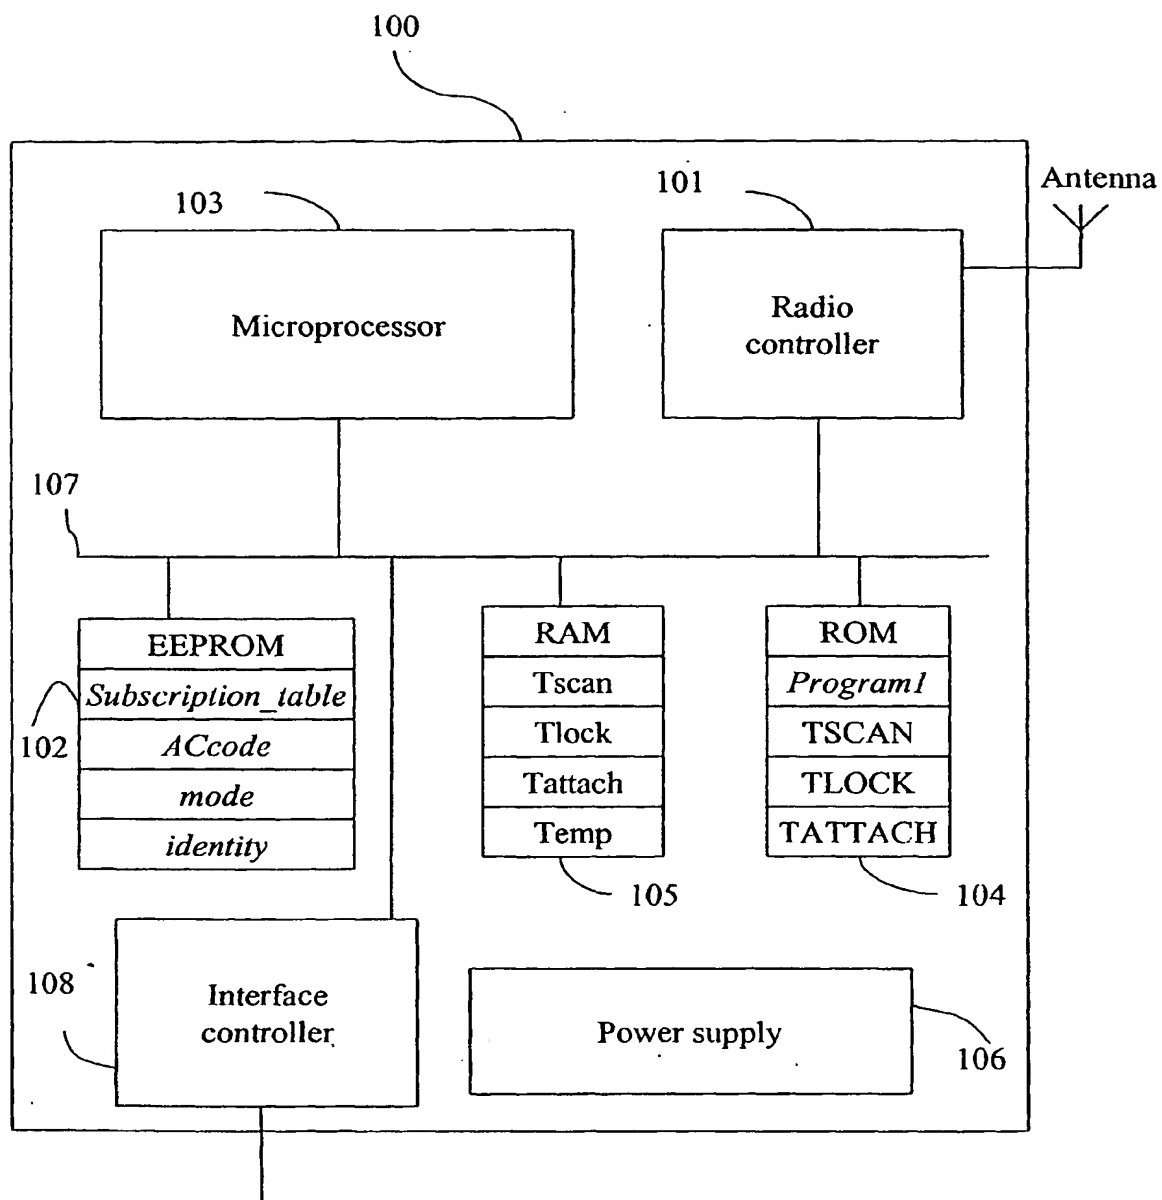 100
103
101
Antenna
Microprocessor
Radio
controller
107
EEPROM
Subscription_table
ACcode
mode
identity
102
RAM
Tscan
Tlock
Tattach
Temp
105
ROM
Program1
TSCAN
TLOCK
TATTACH
104
108
Interface
controller
Power supply
106